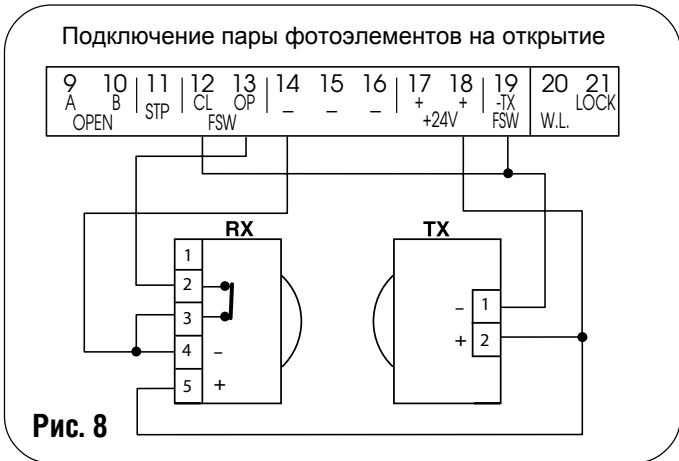 Подключение пары фотоэлементов на открытие
9 10 11 12 13 14 15 16 17 18 19 20 21
A B STP CL OP – – – + + -TX W.L. LOCK
OPEN FSW +24V FSW
RX TX
1
2
3
4 –
5 +
– 1
+ 2
Рис. 8